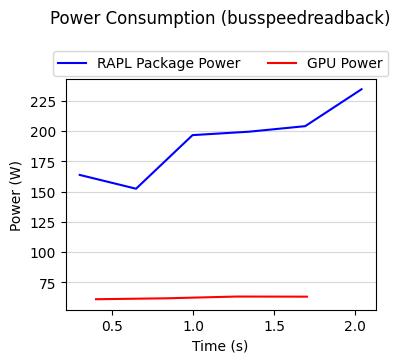 Power Consumption (busspeedreadback)
RAPL Package Power GPU Power
225
200
175
150
125
100
75
Power (W)
0.5 1.0 1.5 2.0
Time (s)